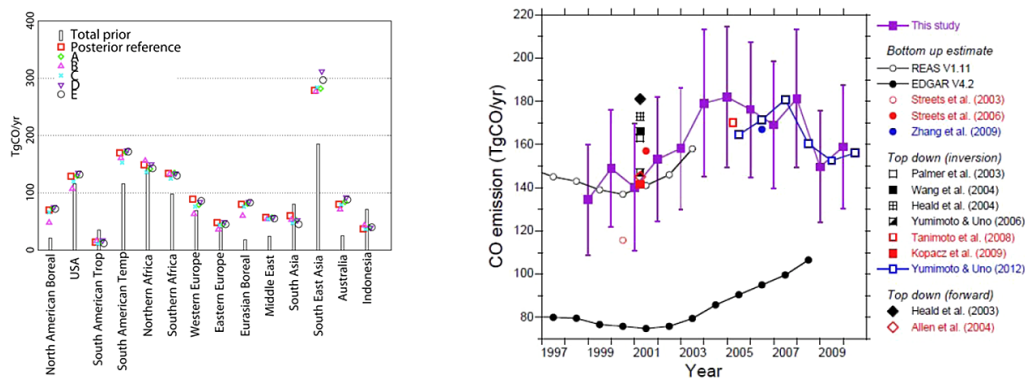 400
300
200
100
0
TgCO/yr
Total prior
Posterior reference
A
B
C
D
E
North American Boreal
USA
South American Trop
South American Temp
Northern Africa
Southern Africa
Western Europe
Eastern Europe
Eurasian Boreal
Middle East
South Asia
South East Asia
Australia
Indonesia
220
200
180
160
140
120
100
80
CO emission (TgCO/yr)
1997
1999
2001
2003
2005
2007
2009
Year
This study
Bottom up estimate
REAS V1.11
EDGAR V4.2
Streets et al. (2003)
Streets et al. (2006)
Zhang et al. (2009)
Top down (inversion)
Palmer et al. (2003)
Wang et al. (2004)
Heald et al. (2004)
Yumimoto & Uno (2006)
Tanimoto et al. (2008)
Kopacz et al. (2009)
Yumimoto & Uno (2012)
Top down (forward)
Heald et al. (2003)
Allen et al. (2004)